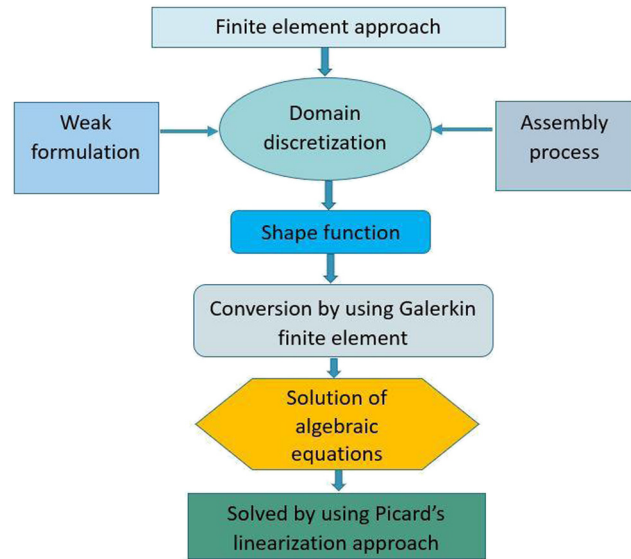 Finite element approach
Weak
formulation
Domain
discretization
Assembly
process
Shape function
Conversion by using Galerkin
finite element
Solution of
algebraic
equations
Solved by using Picard's
linearization approach